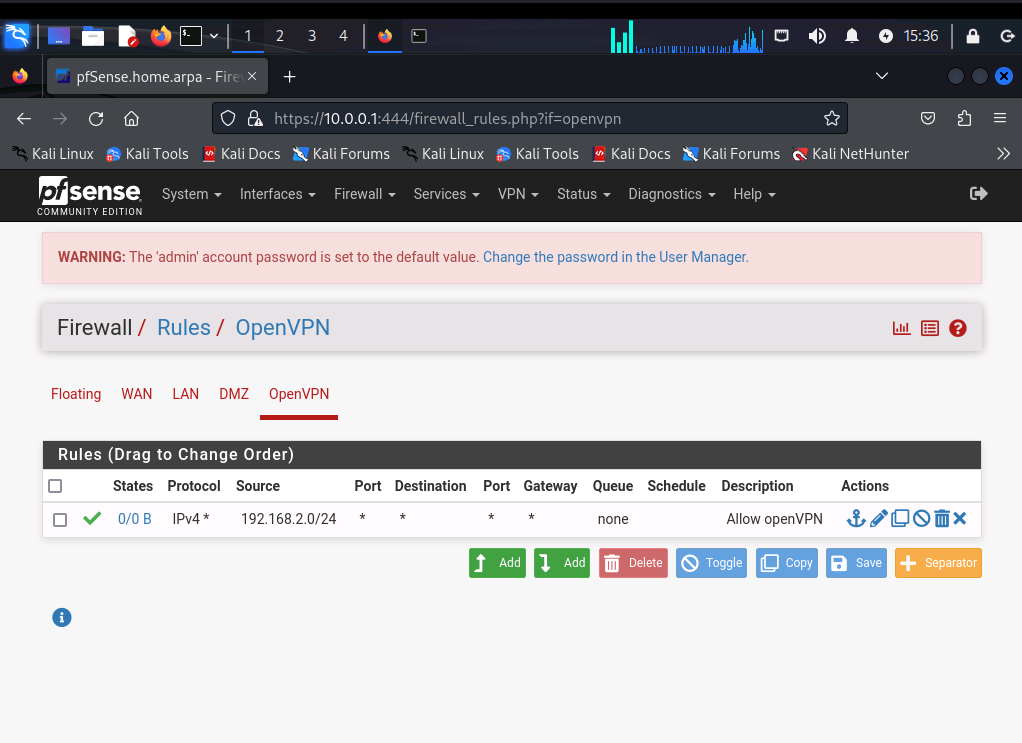 1 2 3 4 15:36
pfSense.home.arpa - Fire
https://10.0.0.1:444/firewall_rules.php?if=openvpn
Kali Linux Kali Tools Kali Docs Kali Forums Kali Linux Kali Tools Kali Docs Kali Forums Kali NetHunter
pfsense System Interfaces Firewall Services VPN Status Diagnostics Help
COMMUNITY EDITION
WARNING: The 'admin' account password is set to the default value. Change the password in the User Manager.
Firewall / Rules / OpenVPN
Floating WAN LAN DMZ OpenVPN
Rules (Drag to Change Order)
States Protocol Source Port Destination Port Gateway Queue Schedule Description Actions
0/0 B IPv4 * 192.168.2.0/24 * * * * none Allow openVPN
Add Add Delete Toggle Copy Save Separator